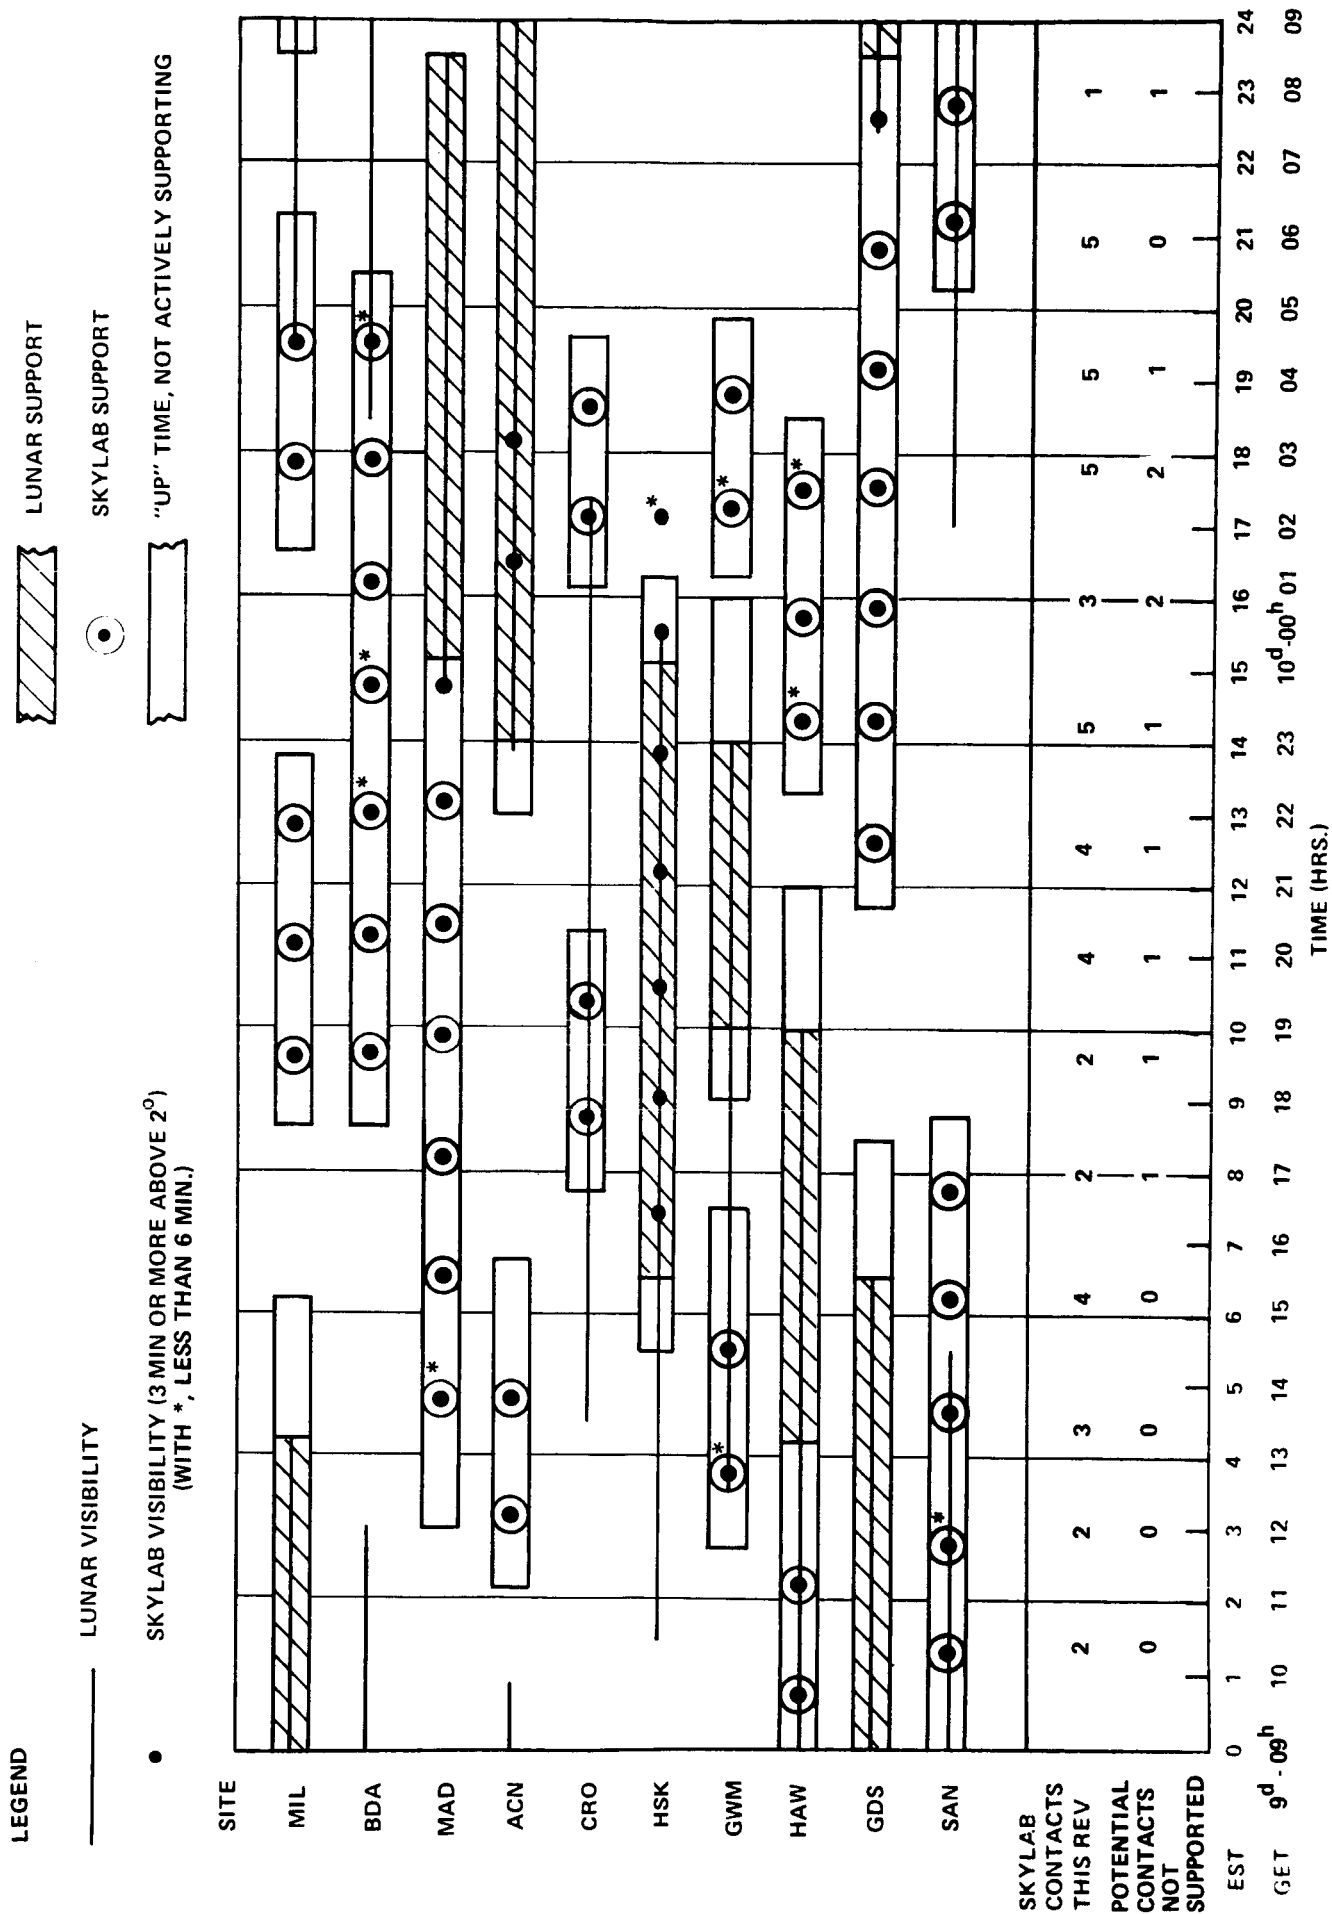 LEGEND
LUNAR VISIBILITY
● SKYLAB VISIBILITY (3 MIN OR MORE ABOVE 2°)
(WITH *, LESS THAN 6 MIN.)
LUNAR SUPPORT
SKYLAB SUPPORT
"UP" TIME, NOT ACTIVELY SUPPORTING
SITE
MIL
BDA
* * *
MAD
*
ACN
CRO
HSK
*
GWM
* *
HAW
* *
GDS
SAN
*
SKYLAB CONTACTS THIS REV
2 2 3 4 2 2 4 4 5 3 5 5 5 1
POTENTIAL CONTACTS NOT SUPPORTED
0 0 0 0 1 1 1 1 1 2 2 1 0 1
EST 0 1 2 3 4 5 6 7 8 9 10 11 12 13 14 15 16 17 18 19 20 21 22 23 24
GET 9d - 09h 10 11 12 13 14 15 16 17 18 19 20 21 22 23 10d-00h 01 02 03 04 05 06 07 08 09
TIME (HRS.)